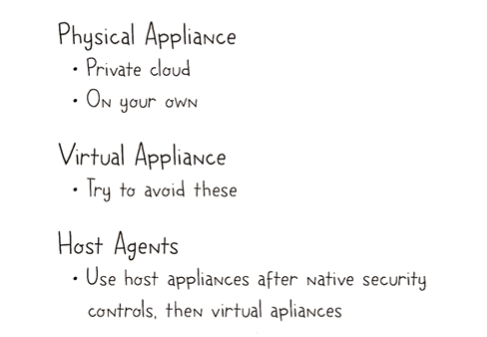 Physical Appliance
• Private cloud
• On your own
Virtual Appliance
• Try to avoid these
Host Agents
• Use host appliances after native security
controls, then virtual apliances